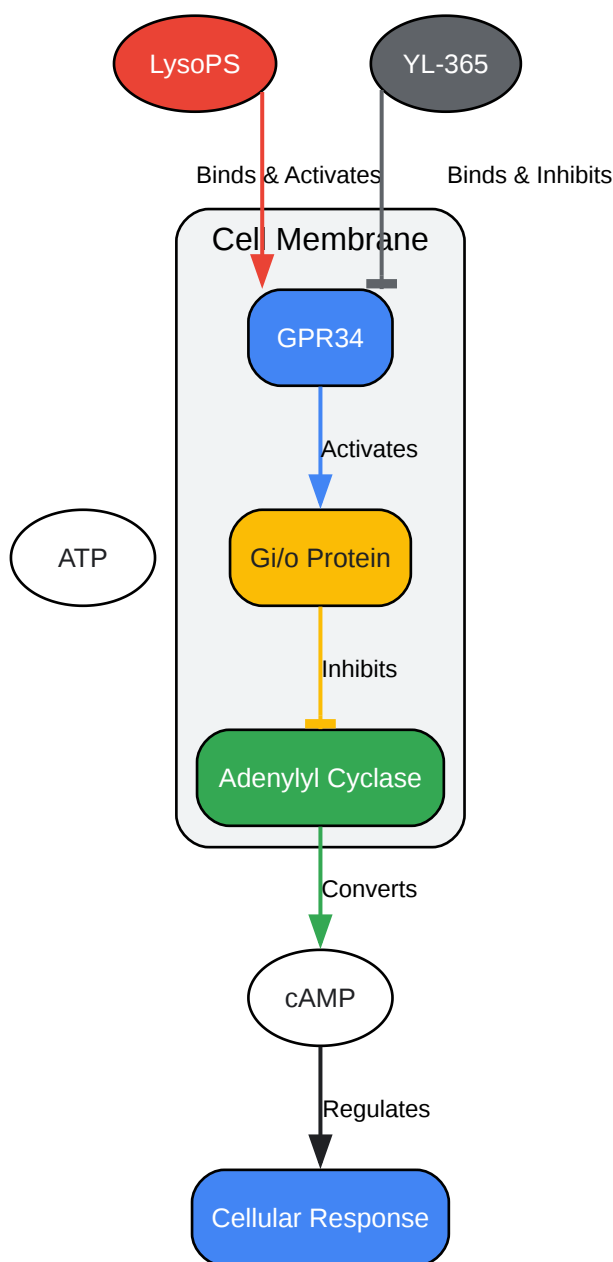 LysoPS
YL-365
Binds & Activates
Binds & Inhibits
Cell Membrane
GPR34
Activates
ATP
Gi/o Protein
Inhibits
Adenylyl Cyclase
Converts
cAMP
Regulates
Cellular Response